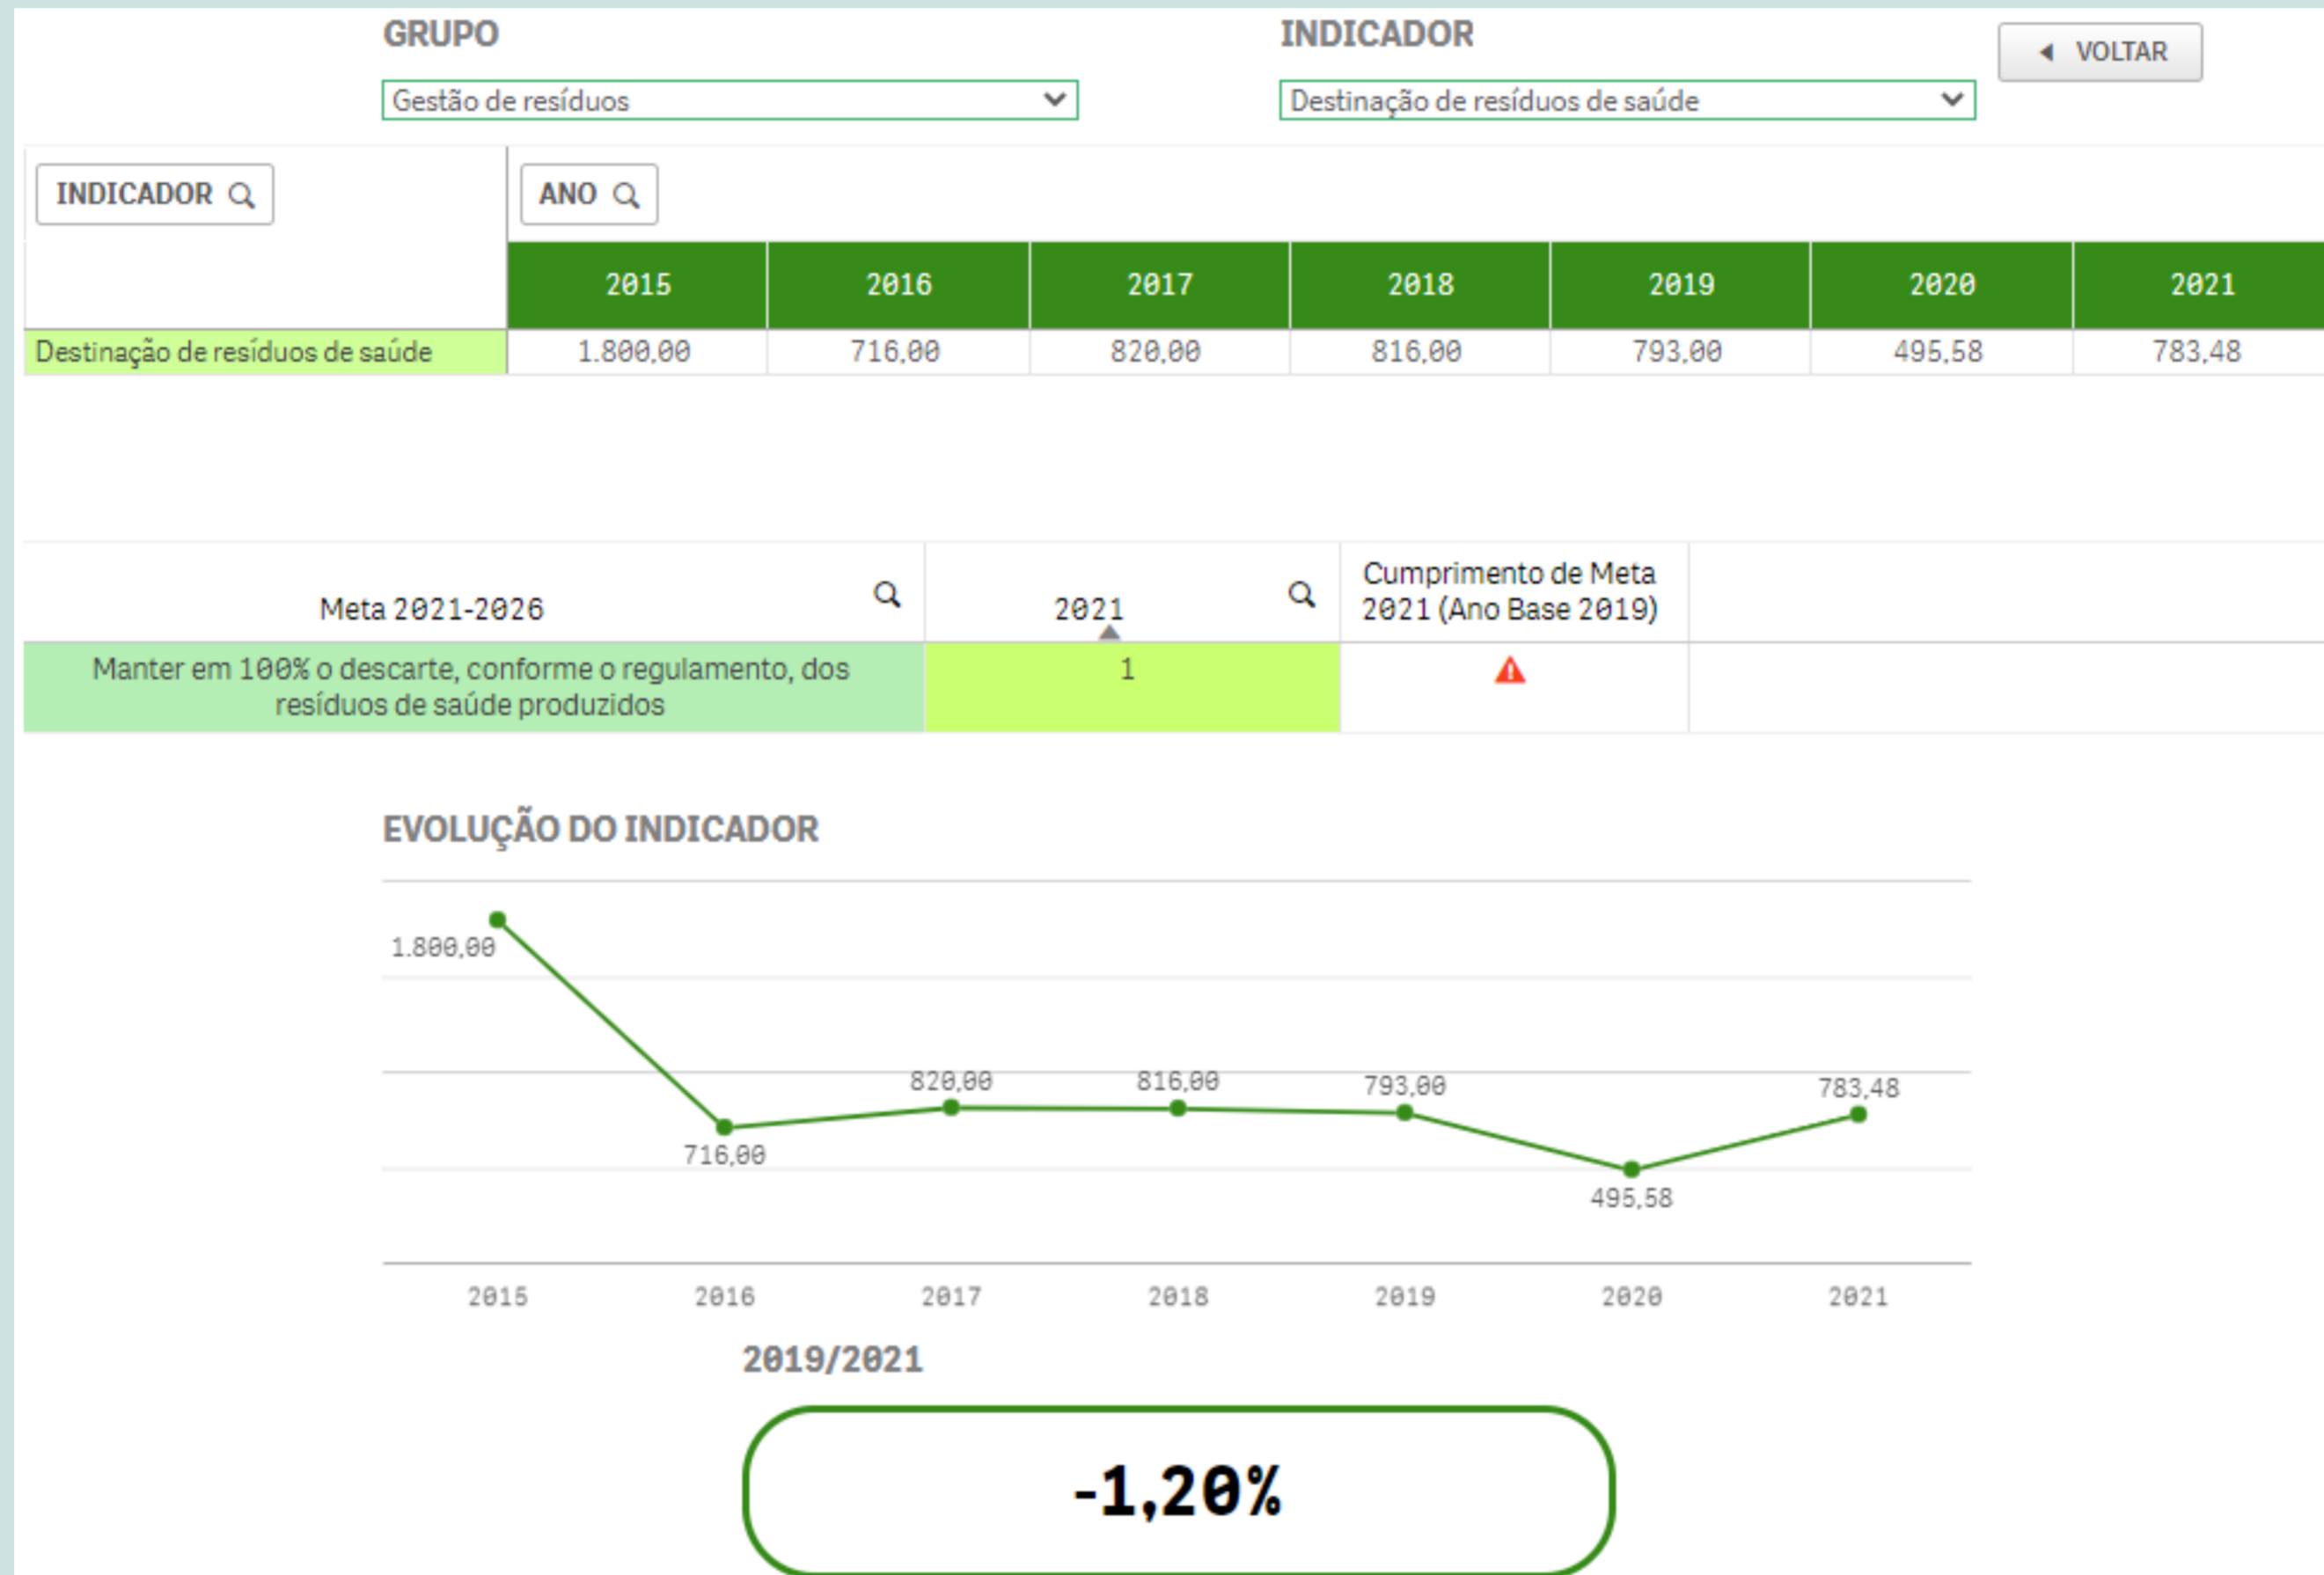 GRUPO
INDICADOR
VOLTAR
Gestão de resíduos
Destinação de resíduos de saúde
INDICADOR
ANO
2015 2016 2017 2018 2019 2020 2021
Destinação de resíduos de saúde 1.800,00 716,00 820,00 816,00 793,00 495,58 783,48
Meta 2021-2026
2021
Cumprimento de Meta
2021 (Ano Base 2019)
Manter em 100% o descarte, conforme o regulamento, dos
resíduos de saúde produzidos
1
EVOLUÇÃO DO INDICADOR
1.800,00
716,00
820,00
816,00
793,00
495,58
783,48
2015 2016 2017 2018 2019 2020 2021
2019/2021
-1,20%